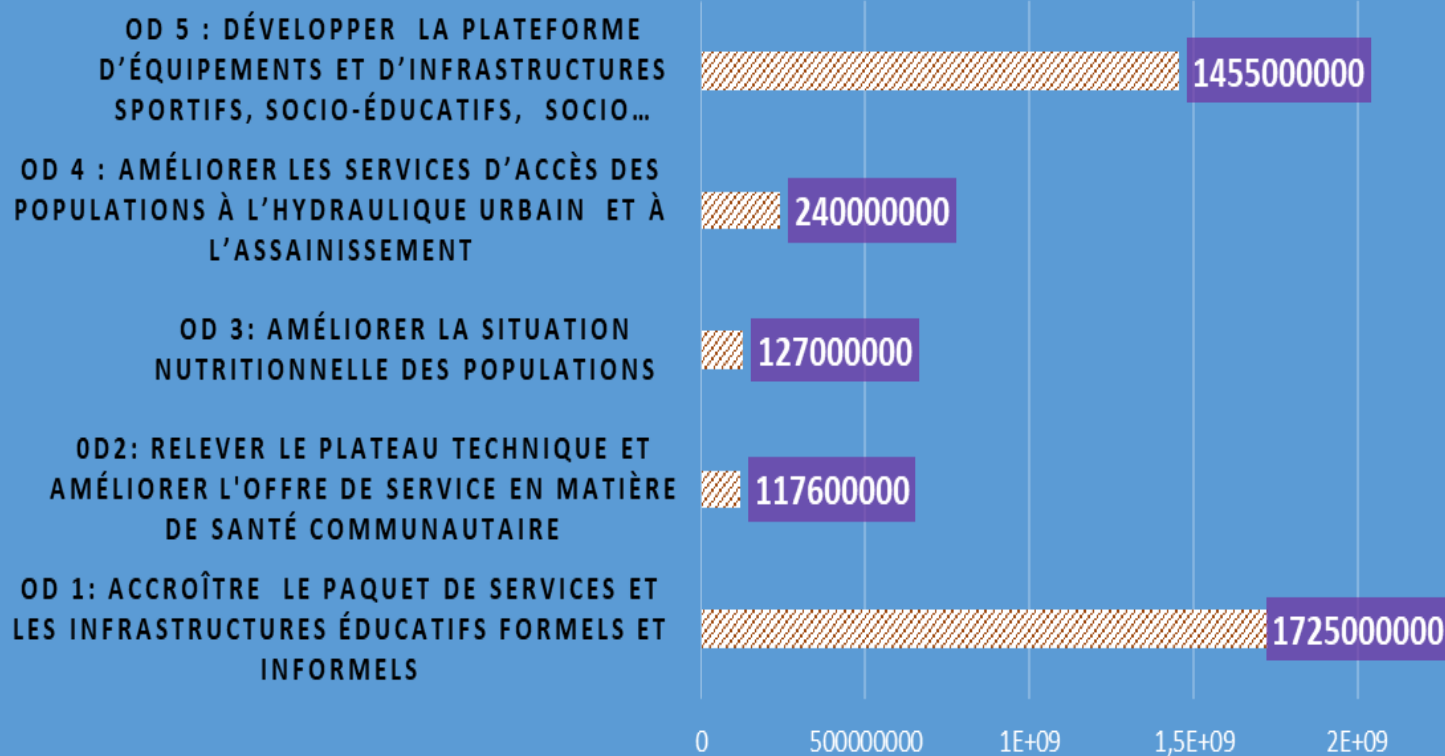 OD 5 : DÉVELOPPER LA PLATEFORME
D’ÉQUIPEMENTS ET D’INFRASTRUCTURES
SPORTIFS, SOCIO-ÉDUCATIFS, SOCIO…
1455000000
OD 4 : AMÉLIORER LES SERVICES D’ACCÈS DES
POPULATIONS À L’HYDRAULIQUE URBAIN ET À
L’ASSAINISSEMENT
240000000
OD 3: AMÉLIORER LA SITUATION
NUTRITIONNELLE DES POPULATIONS
127000000
0D2: RELEVER LE PLATEAU TECHNIQUE ET
AMÉLIORER L'OFFRE DE SERVICE EN MATIÈRE
DE SANTÉ COMMUNAUTAIRE
117600000
OD 1: ACCROÎTRE LE PAQUET DE SERVICES ET
LES INFRASTRUCTURES ÉDUCATIFS FORMELS ET
INFORMELS
1725000000
0 500000000 1E+09 1,5E+09 2E+09